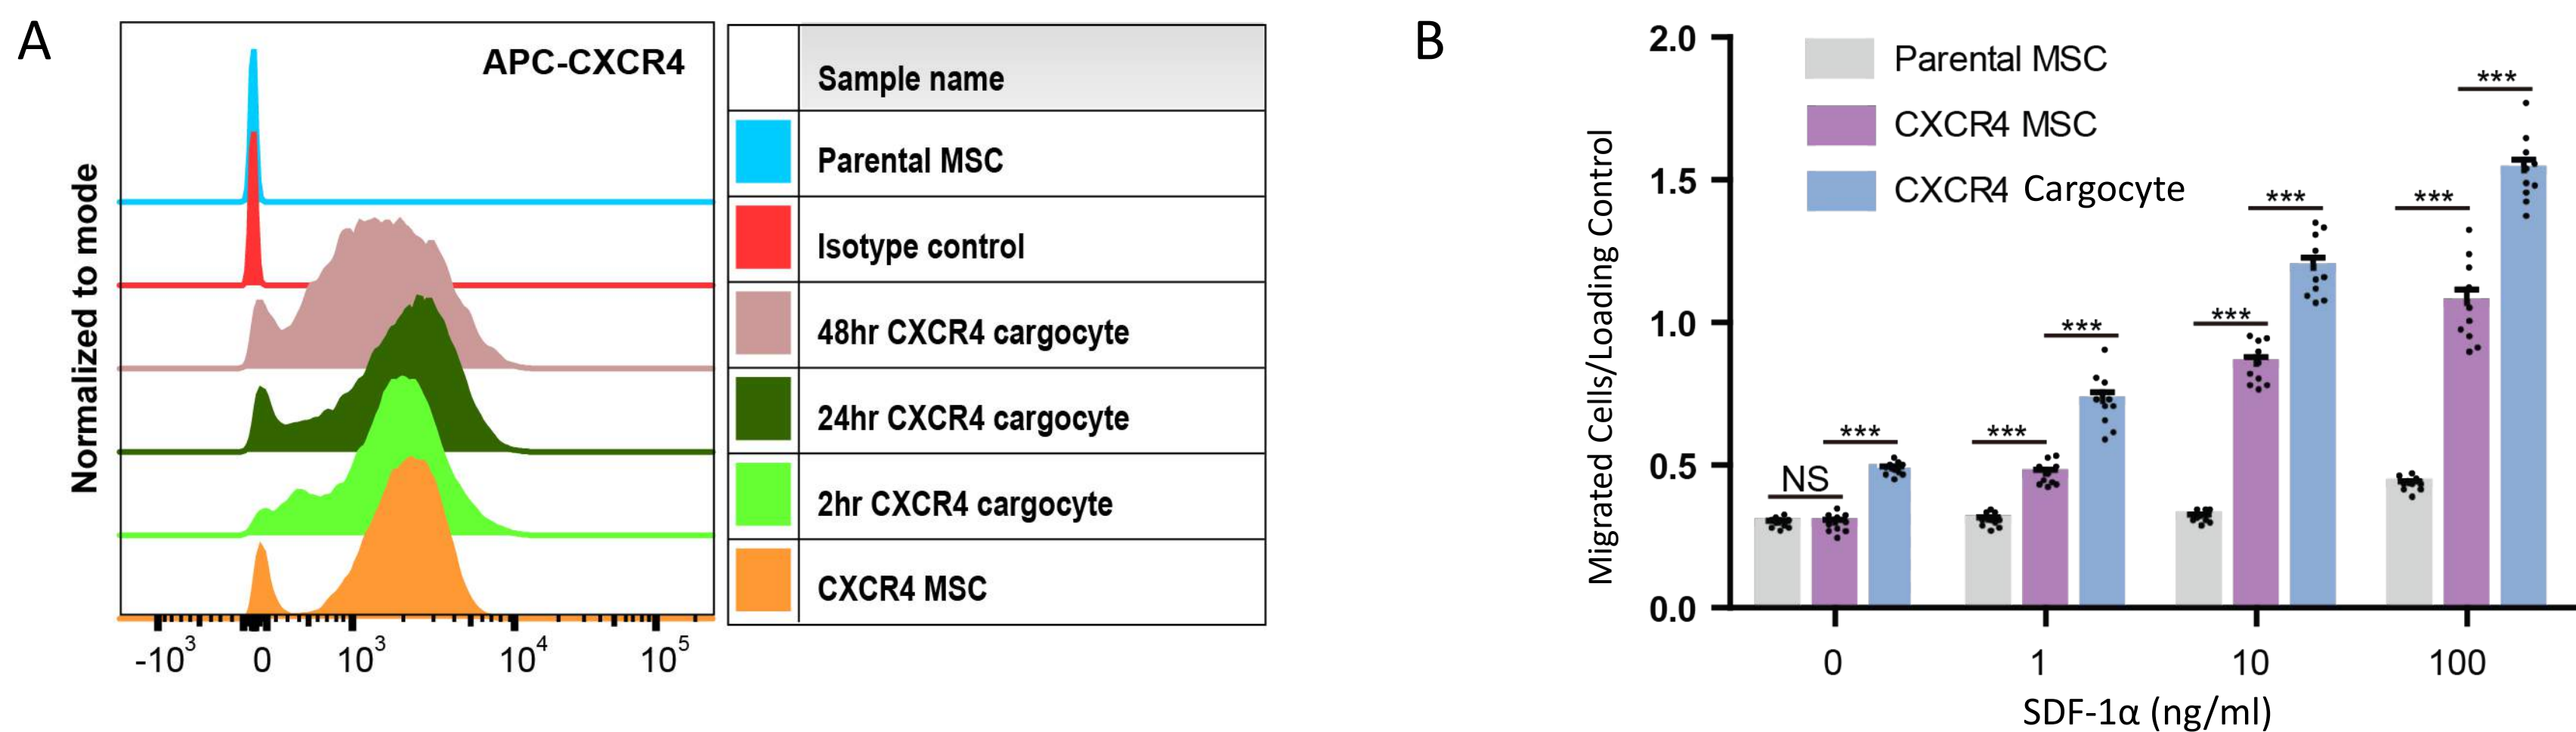 A
APC-CXCR4
Normalized to mode
-10³ 0 10³ 10⁴ 10⁵
Sample name
Parental MSC
Isotype control
48hr CXCR4 cargocyte
24hr CXCR4 cargocyte
2hr CXCR4 cargocyte
CXCR4 MSC
B
Migrated Cells/Loading Control
2.0
1.5
1.0
0.5
0.0
Parental MSC
CXCR4 MSC
CXCR4 Cargocyte
NS
***
***
***
***
***
***
***
0 1 10 100
SDF-1α (ng/ml)